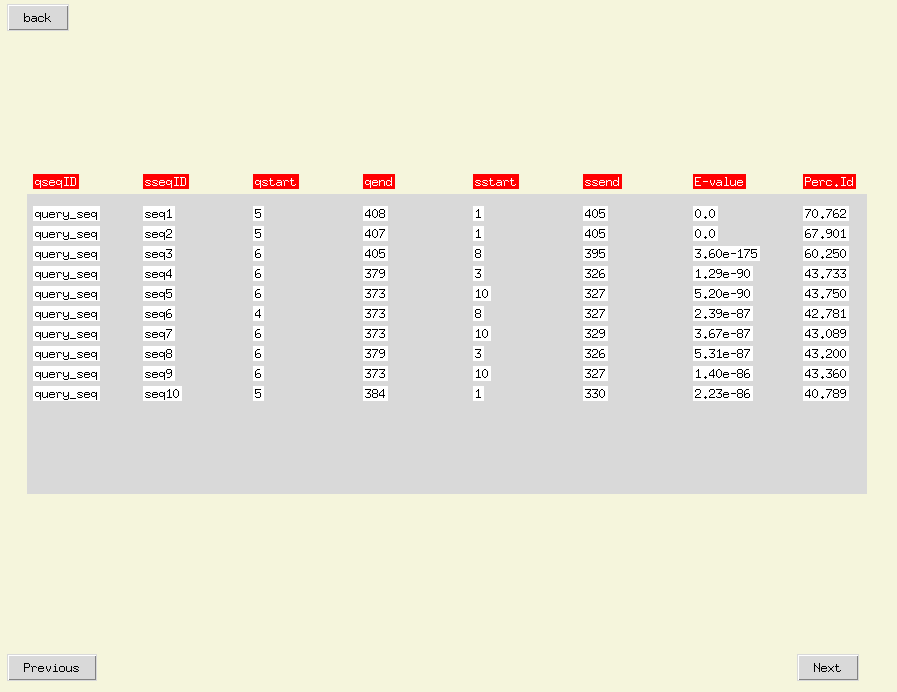 back
qseqID sseqID qstart qend sstart ssend E-value Perc.Id
query_seq seq1 5 408 1 405 0.0 70.762
query_seq seq2 5 407 1 405 0.0 67.901
query_seq seq3 6 405 8 395 3.60e-175 60.250
query_seq seq4 6 379 3 326 1.29e-90 43.733
query_seq seq5 6 373 10 327 5.20e-90 43.750
query_seq seq6 4 373 8 327 2.39e-87 42.781
query_seq seq7 6 373 10 329 3.67e-87 43.089
query_seq seq8 6 379 3 326 5.31e-87 43.200
query_seq seq9 6 373 10 327 1.40e-86 43.360
query_seq seq10 5 384 1 330 2.23e-86 40.789
Previous Next